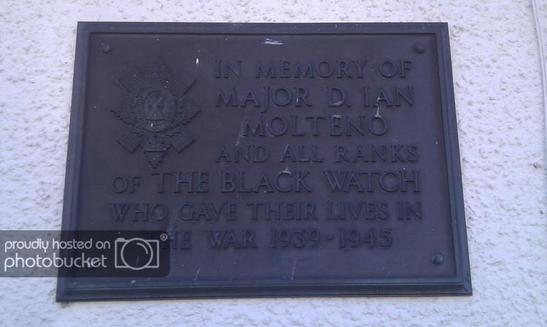 IN MEMORY OF
MAJOR D. IAN
MOLTENO
AND ALL RANKS
OF THE BLACK WATCH
WHO GAVE THEIR LIVES IN
THE WAR 1939-1945
proudly hosted on
photobucket